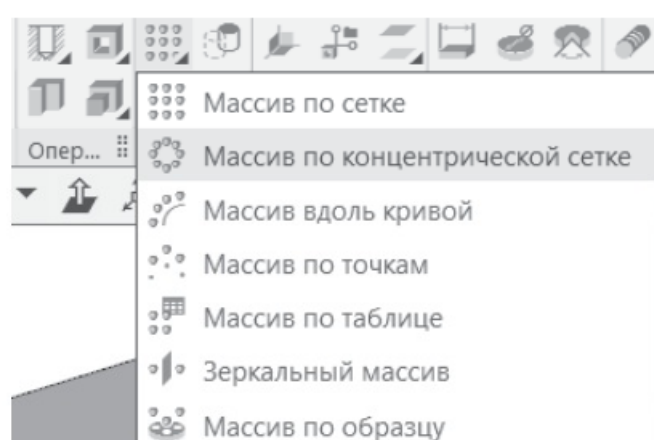 Массив по сетке
Опер...
Массив по концентрической сетке
Массив вдоль кривой
Массив по точкам
Массив по таблице
Зеркальный массив
Массив по образцу